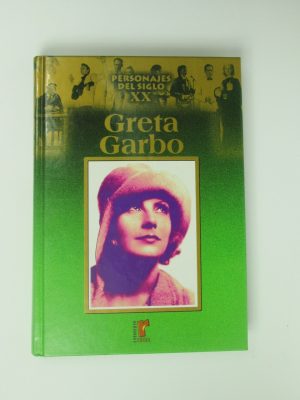 PERSONAJES
DEL SIGLO
XX
Greta
Garbo